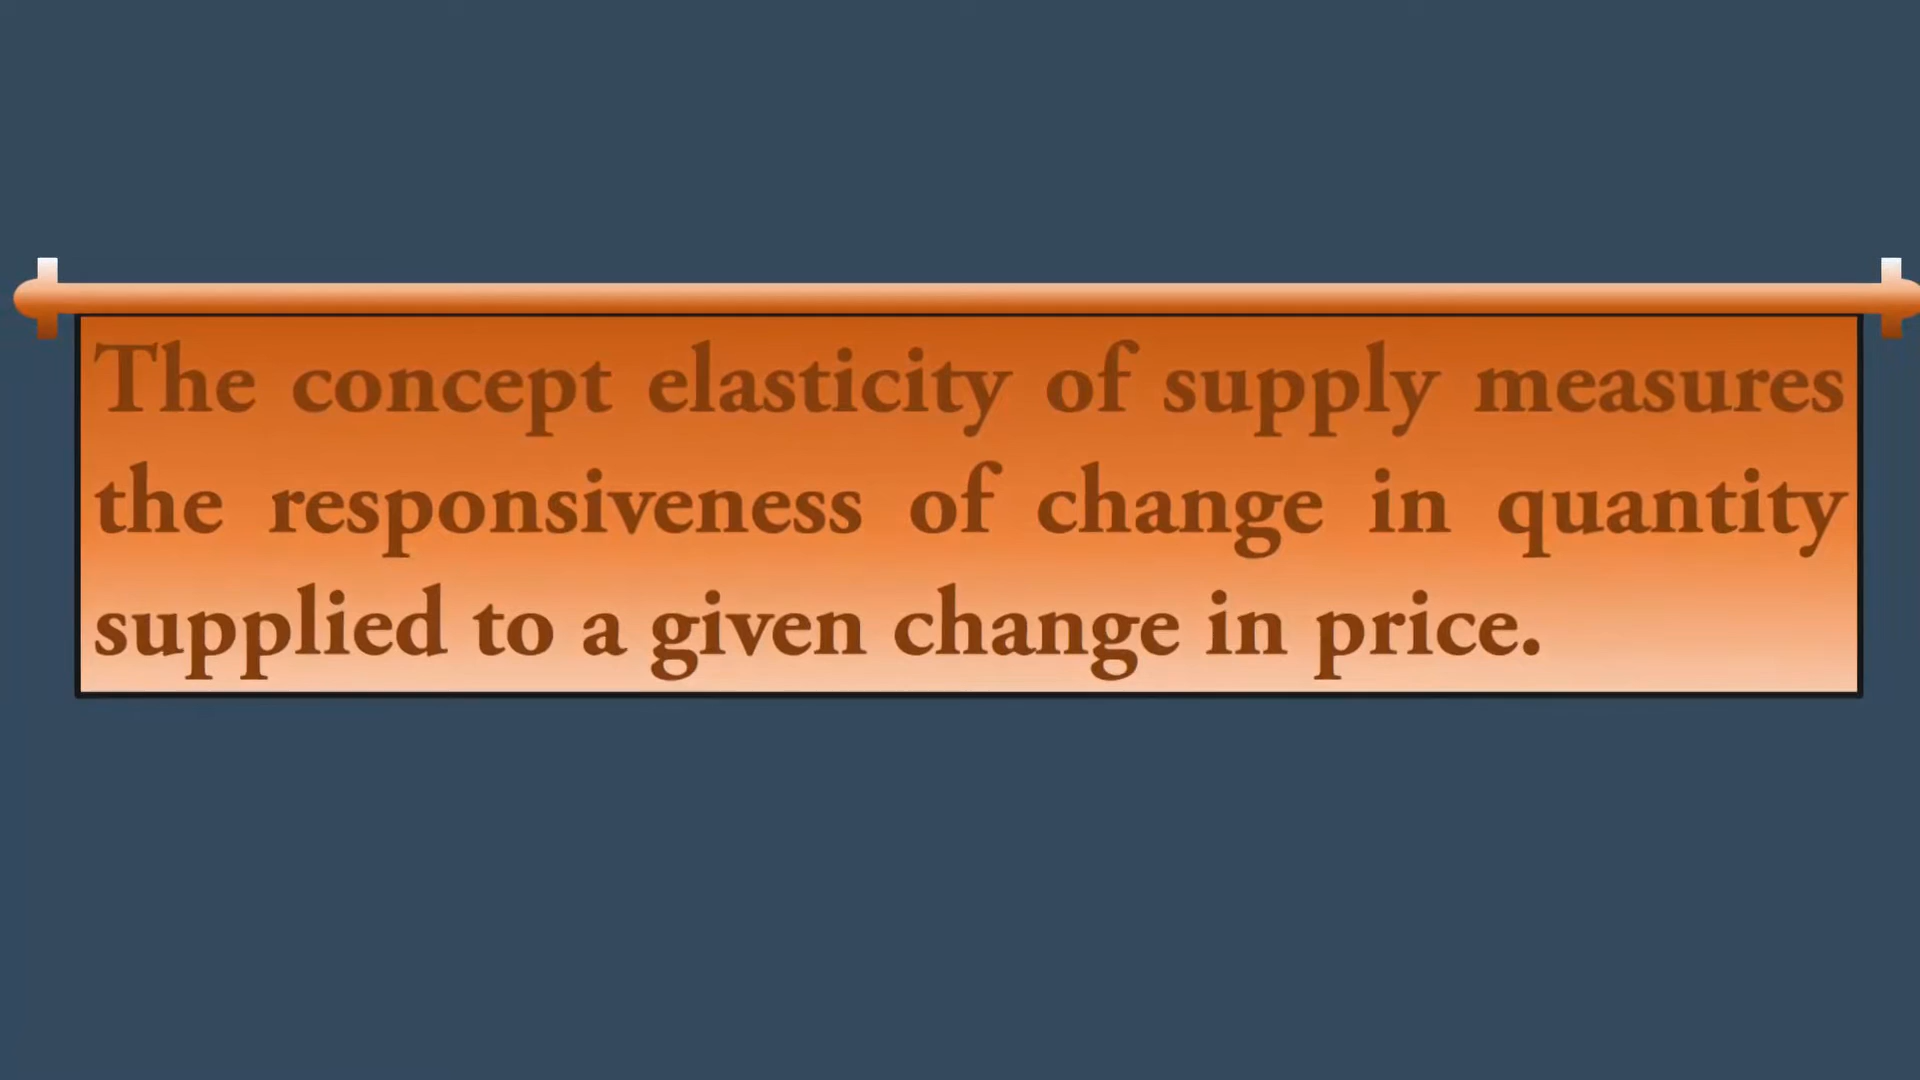 The concept elasticity of supply measures
the responsiveness of change in quantity
supplied to a given change in price.